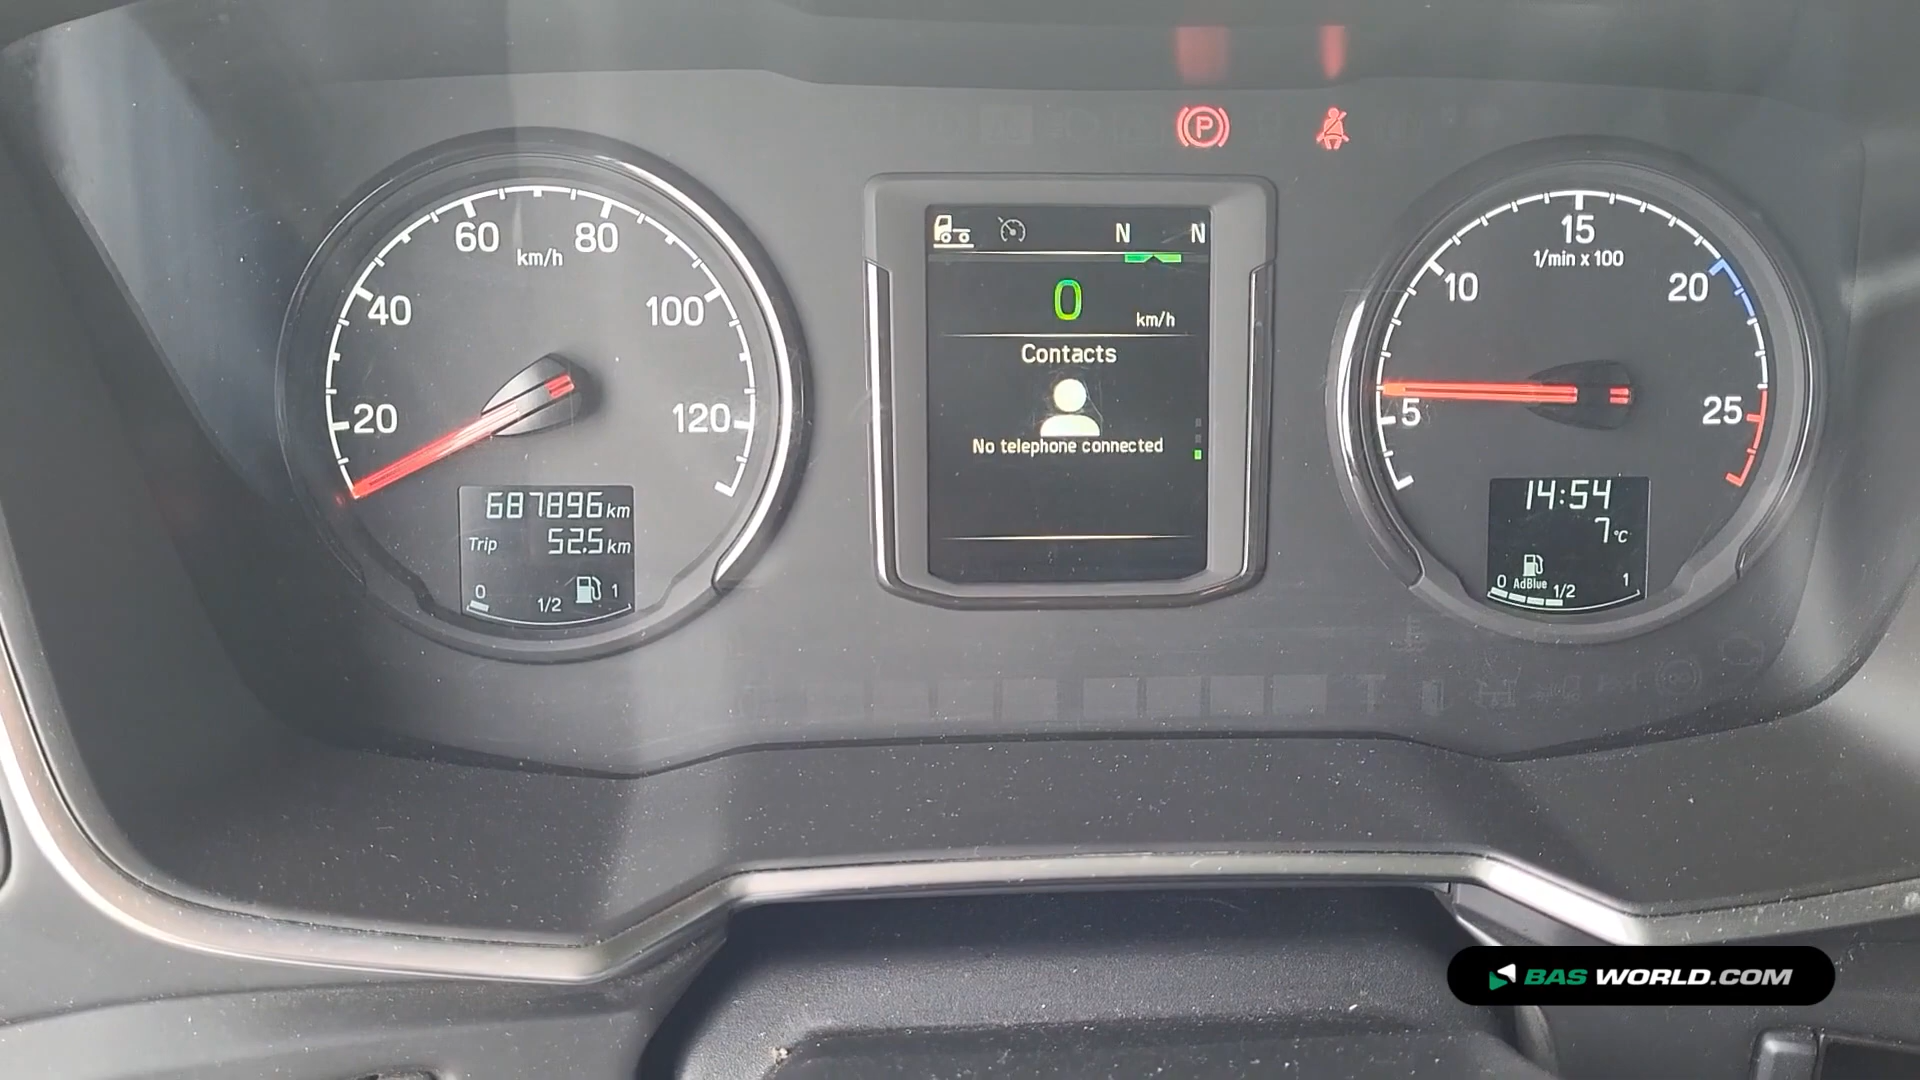 60 80
km/h
40 100
20 120
687896 km
Trip 52.5 km
0 1/2 1
P
N N
0 km/h
Contacts
No telephone connected
15
1/min x 100
10 20
5 25
14:54
7 °C
0 AdBlue 1/2 1
BAS WORLD.COM